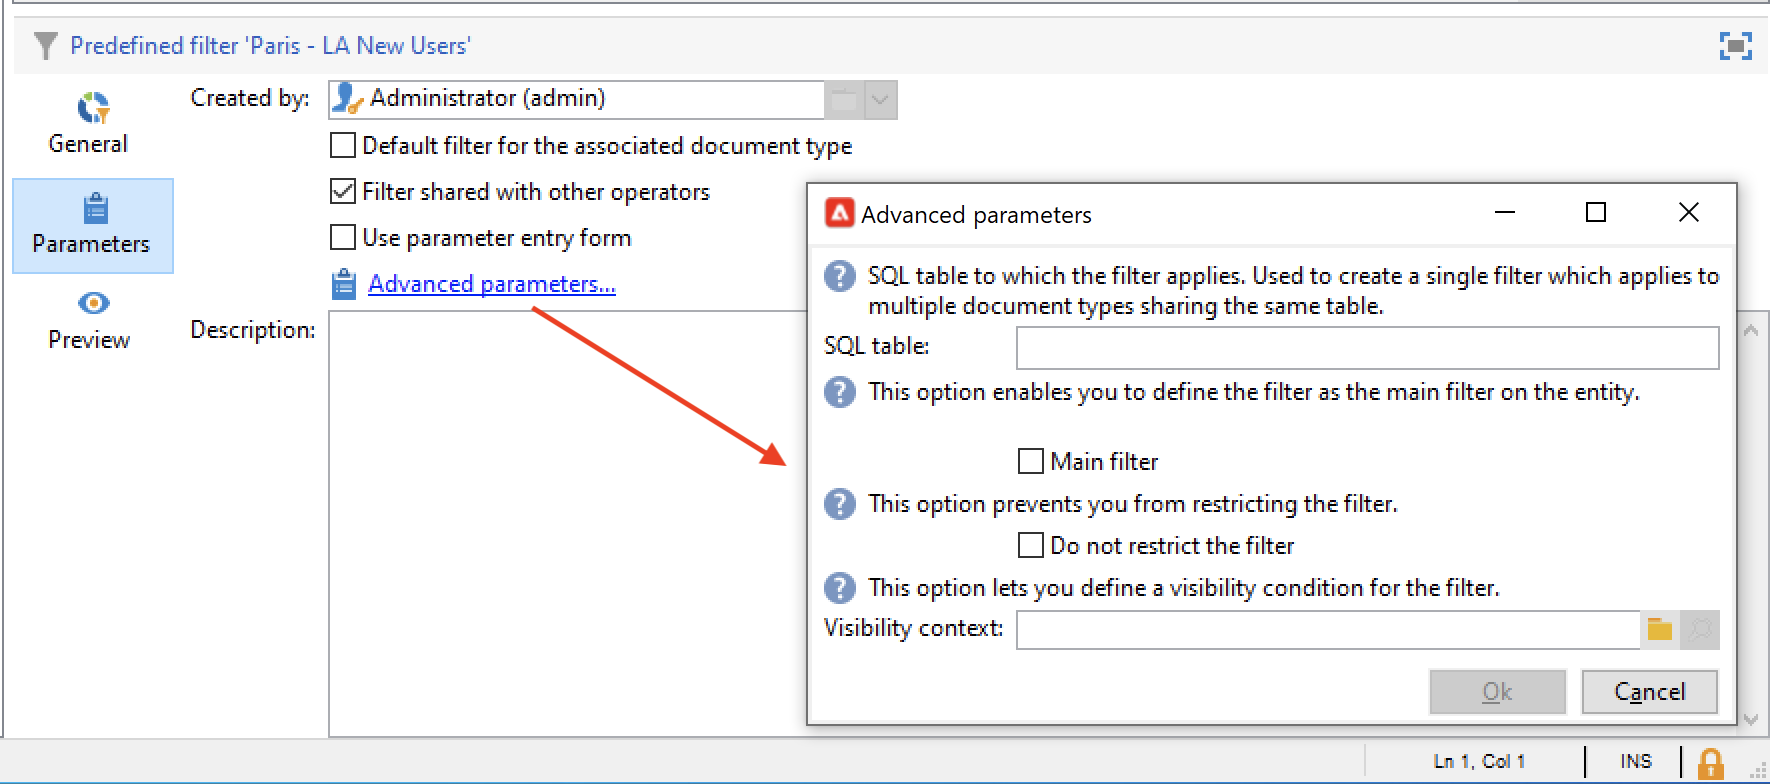 Predefined filter 'Paris - LA New Users'
General
Parameters
Preview
Created by:
Administrator (admin)
Default filter for the associated document type
Filter shared with other operators
Use parameter entry form
Advanced parameters...
Description:
Advanced parameters
SQL table to which the filter applies. Used to create a single filter which applies to
multiple document types sharing the same table.
SQL table:
This option enables you to define the filter as the main filter on the entity.
Main filter
This option prevents you from restricting the filter.
Do not restrict the filter
This option lets you define a visibility condition for the filter.
Visibility context:
Ok
Cancel
Ln 1, Col 1
INS